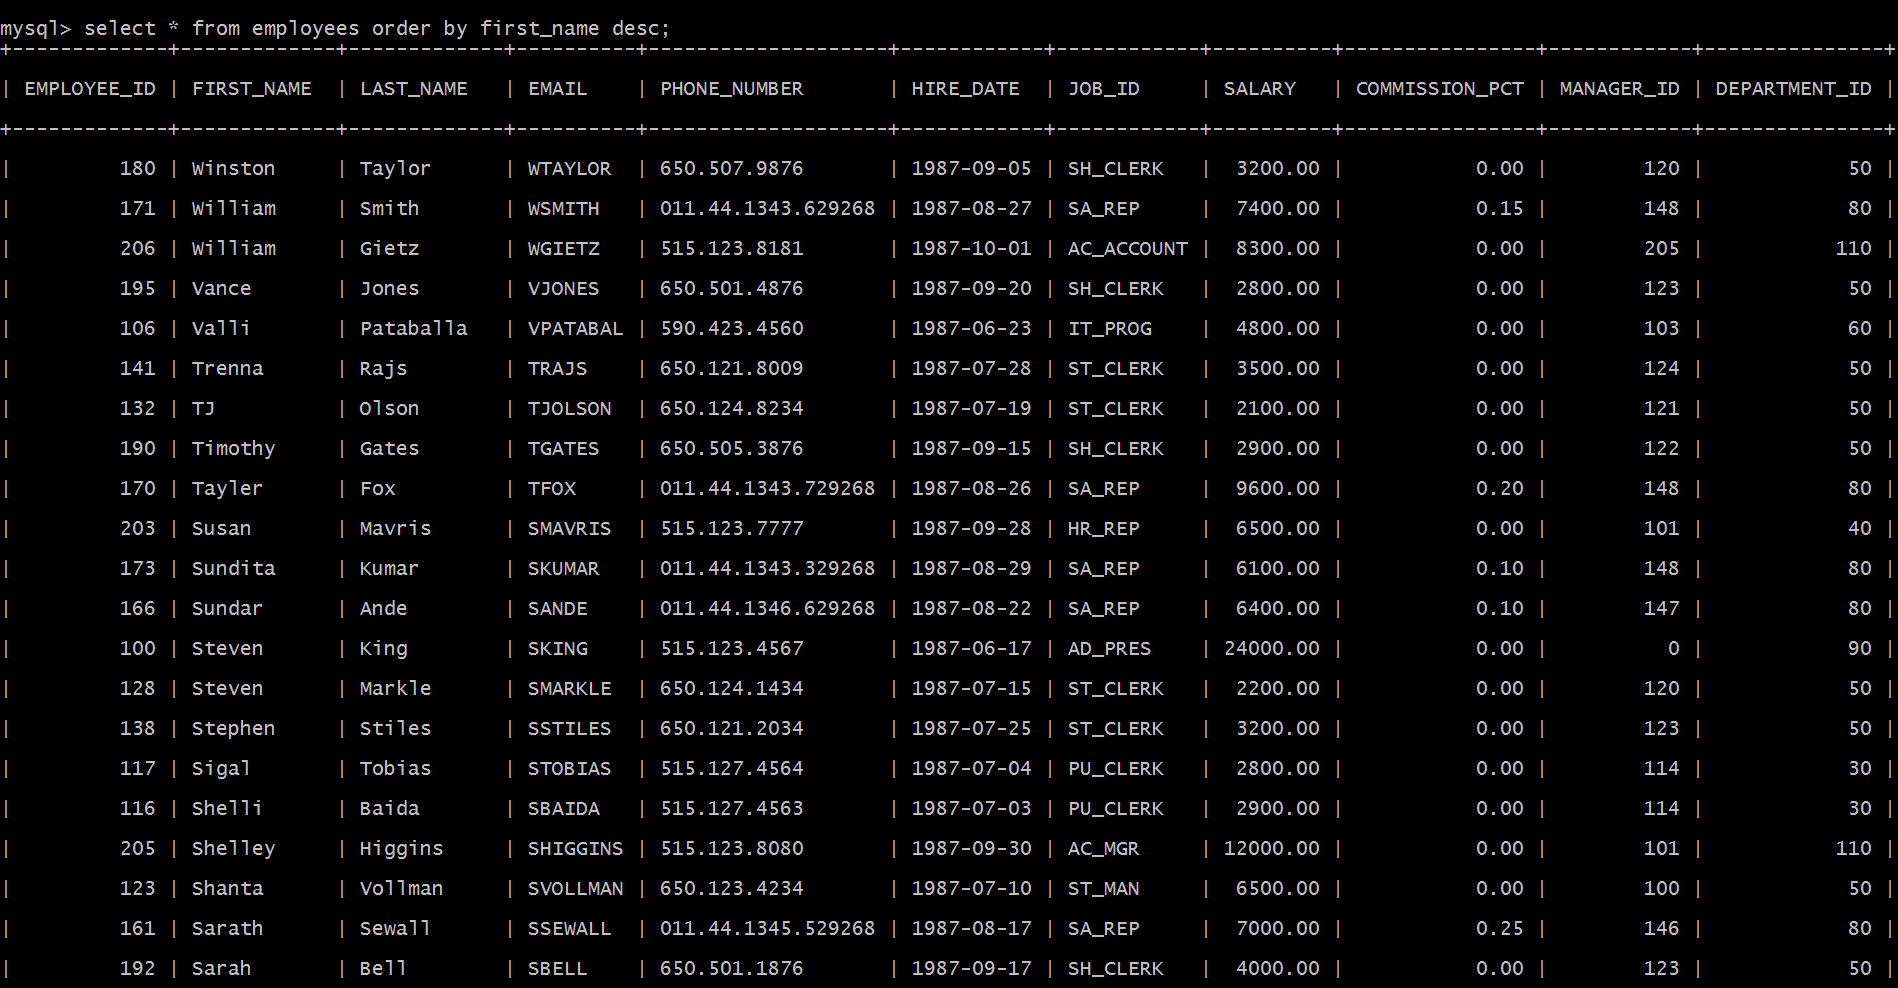 mysql> select * from employees order by first_name desc;
+-------------+-------------+-------------+----------+--------------------+------------+------------+----------+----------------+------------+---------------+
| EMPLOYEE_ID | FIRST_NAME  | LAST_NAME   | EMAIL    | PHONE_NUMBER       | HIRE_DATE  | JOB_ID     | SALARY   | COMMISSION_PCT | MANAGER_ID | DEPARTMENT_ID |
+-------------+-------------+-------------+----------+--------------------+------------+------------+----------+----------------+------------+---------------+
|         180 | Winston     | Taylor      | WTAYLOR  | 650.507.9876       | 1987-09-05 | SH_CLERK   |  3200.00 |           0.00 |        120 |            50 |
|         171 | William     | Smith       | WSMITH   | 011.44.1343.629268 | 1987-08-27 | SA_REP     |  7400.00 |           0.15 |        148 |            80 |
|         206 | William     | Gietz       | WGIETZ   | 515.123.8181       | 1987-10-01 | AC_ACCOUNT |  8300.00 |           0.00 |        205 |           110 |
|         195 | Vance       | Jones       | VJONES   | 650.501.4876       | 1987-09-20 | SH_CLERK   |  2800.00 |           0.00 |        123 |            50 |
|         106 | Valli       | Pataballa   | VPATABAL | 590.423.4560       | 1987-06-23 | IT_PROG    |  4800.00 |           0.00 |        103 |            60 |
|         141 | Trenna      | Rajs        | TRAJS    | 650.121.8009       | 1987-07-28 | ST_CLERK   |  3500.00 |           0.00 |        124 |            50 |
|         132 | TJ          | Olson       | TJOLSON  | 650.124.8234       | 1987-07-19 | ST_CLERK   |  2100.00 |           0.00 |        121 |            50 |
|         190 | Timothy     | Gates       | TGATES   | 650.505.3876       | 1987-09-15 | SH_CLERK   |  2900.00 |           0.00 |        122 |            50 |
|         170 | Tayler      | Fox         | TFOX     | 011.44.1343.729268 | 1987-08-26 | SA_REP     |  9600.00 |           0.20 |        148 |            80 |
|         203 | Susan       | Mavris      | SMAVRIS  | 515.123.7777       | 1987-09-28 | HR_REP     |  6500.00 |           0.00 |        101 |            40 |
|         173 | Sundita     | Kumar       | SKUMAR   | 011.44.1343.329268 | 1987-08-29 | SA_REP     |  6100.00 |           0.10 |        148 |            80 |
|         166 | Sundar      | Ande        | SANDE    | 011.44.1346.629268 | 1987-08-22 | SA_REP     |  6400.00 |           0.10 |        147 |            80 |
|         100 | Steven      | King        | SKING    | 515.123.4567       | 1987-06-17 | AD_PRES    | 24000.00 |           0.00 |          0 |            90 |
|         128 | Steven      | Markle      | SMARKLE  | 650.124.1434       | 1987-07-15 | ST_CLERK   |  2200.00 |           0.00 |        120 |            50 |
|         138 | Stephen     | Stiles      | SSTILES  | 650.121.2034       | 1987-07-25 | ST_CLERK   |  3200.00 |           0.00 |        123 |            50 |
|         117 | Sigal       | Tobias      | STOBIAS  | 515.127.4564       | 1987-07-04 | PU_CLERK   |  2800.00 |           0.00 |        114 |            30 |
|         116 | Shelli      | Baida       | SBAIDA   | 515.127.4563       | 1987-07-03 | PU_CLERK   |  2900.00 |           0.00 |        114 |            30 |
|         205 | Shelley     | Higgins     | SHIGGINS | 515.123.8080       | 1987-09-30 | AC_MGR     | 12000.00 |           0.00 |        101 |           110 |
|         123 | Shanta      | Vollman     | SVOLLMAN | 650.123.4234       | 1987-07-10 | ST_MAN     |  6500.00 |           0.00 |        100 |            50 |
|         161 | Sarath      | Sewall      | SSEWALL  | 011.44.1345.529268 | 1987-08-17 | SA_REP     |  7000.00 |           0.25 |        146 |            80 |
|         192 | Sarah       | Bell        | SBELL    | 650.501.1876       | 1987-09-17 | SH_CLERK   |  4000.00 |           0.00 |        123 |            50 |